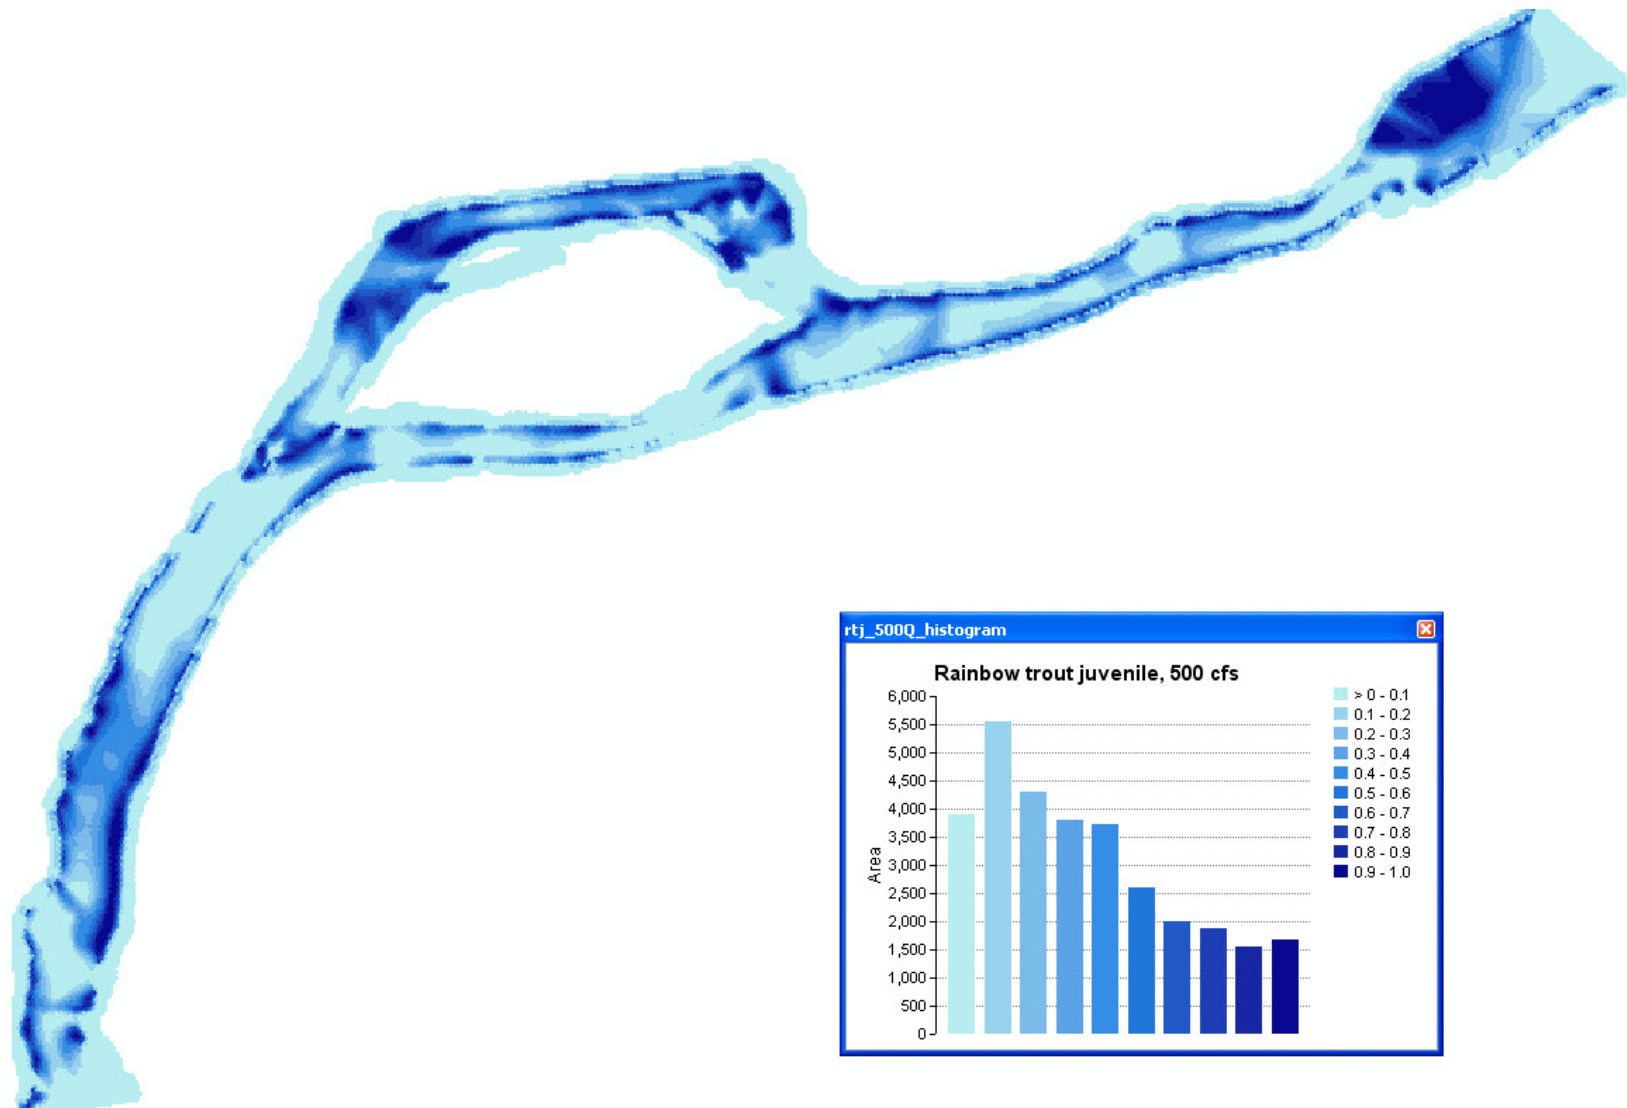 rtj_500Q_histogram
Rainbow trout juvenile, 500 cfs
6,000
5,500
5,000
4,500
4,000
3,500
3,000
2,500
2,000
1,500
1,000
500
0
Area
> 0 - 0.1
0.1 - 0.2
0.2 - 0.3
0.3 - 0.4
0.4 - 0.5
0.5 - 0.6
0.6 - 0.7
0.7 - 0.8
0.8 - 0.9
0.9 - 1.0